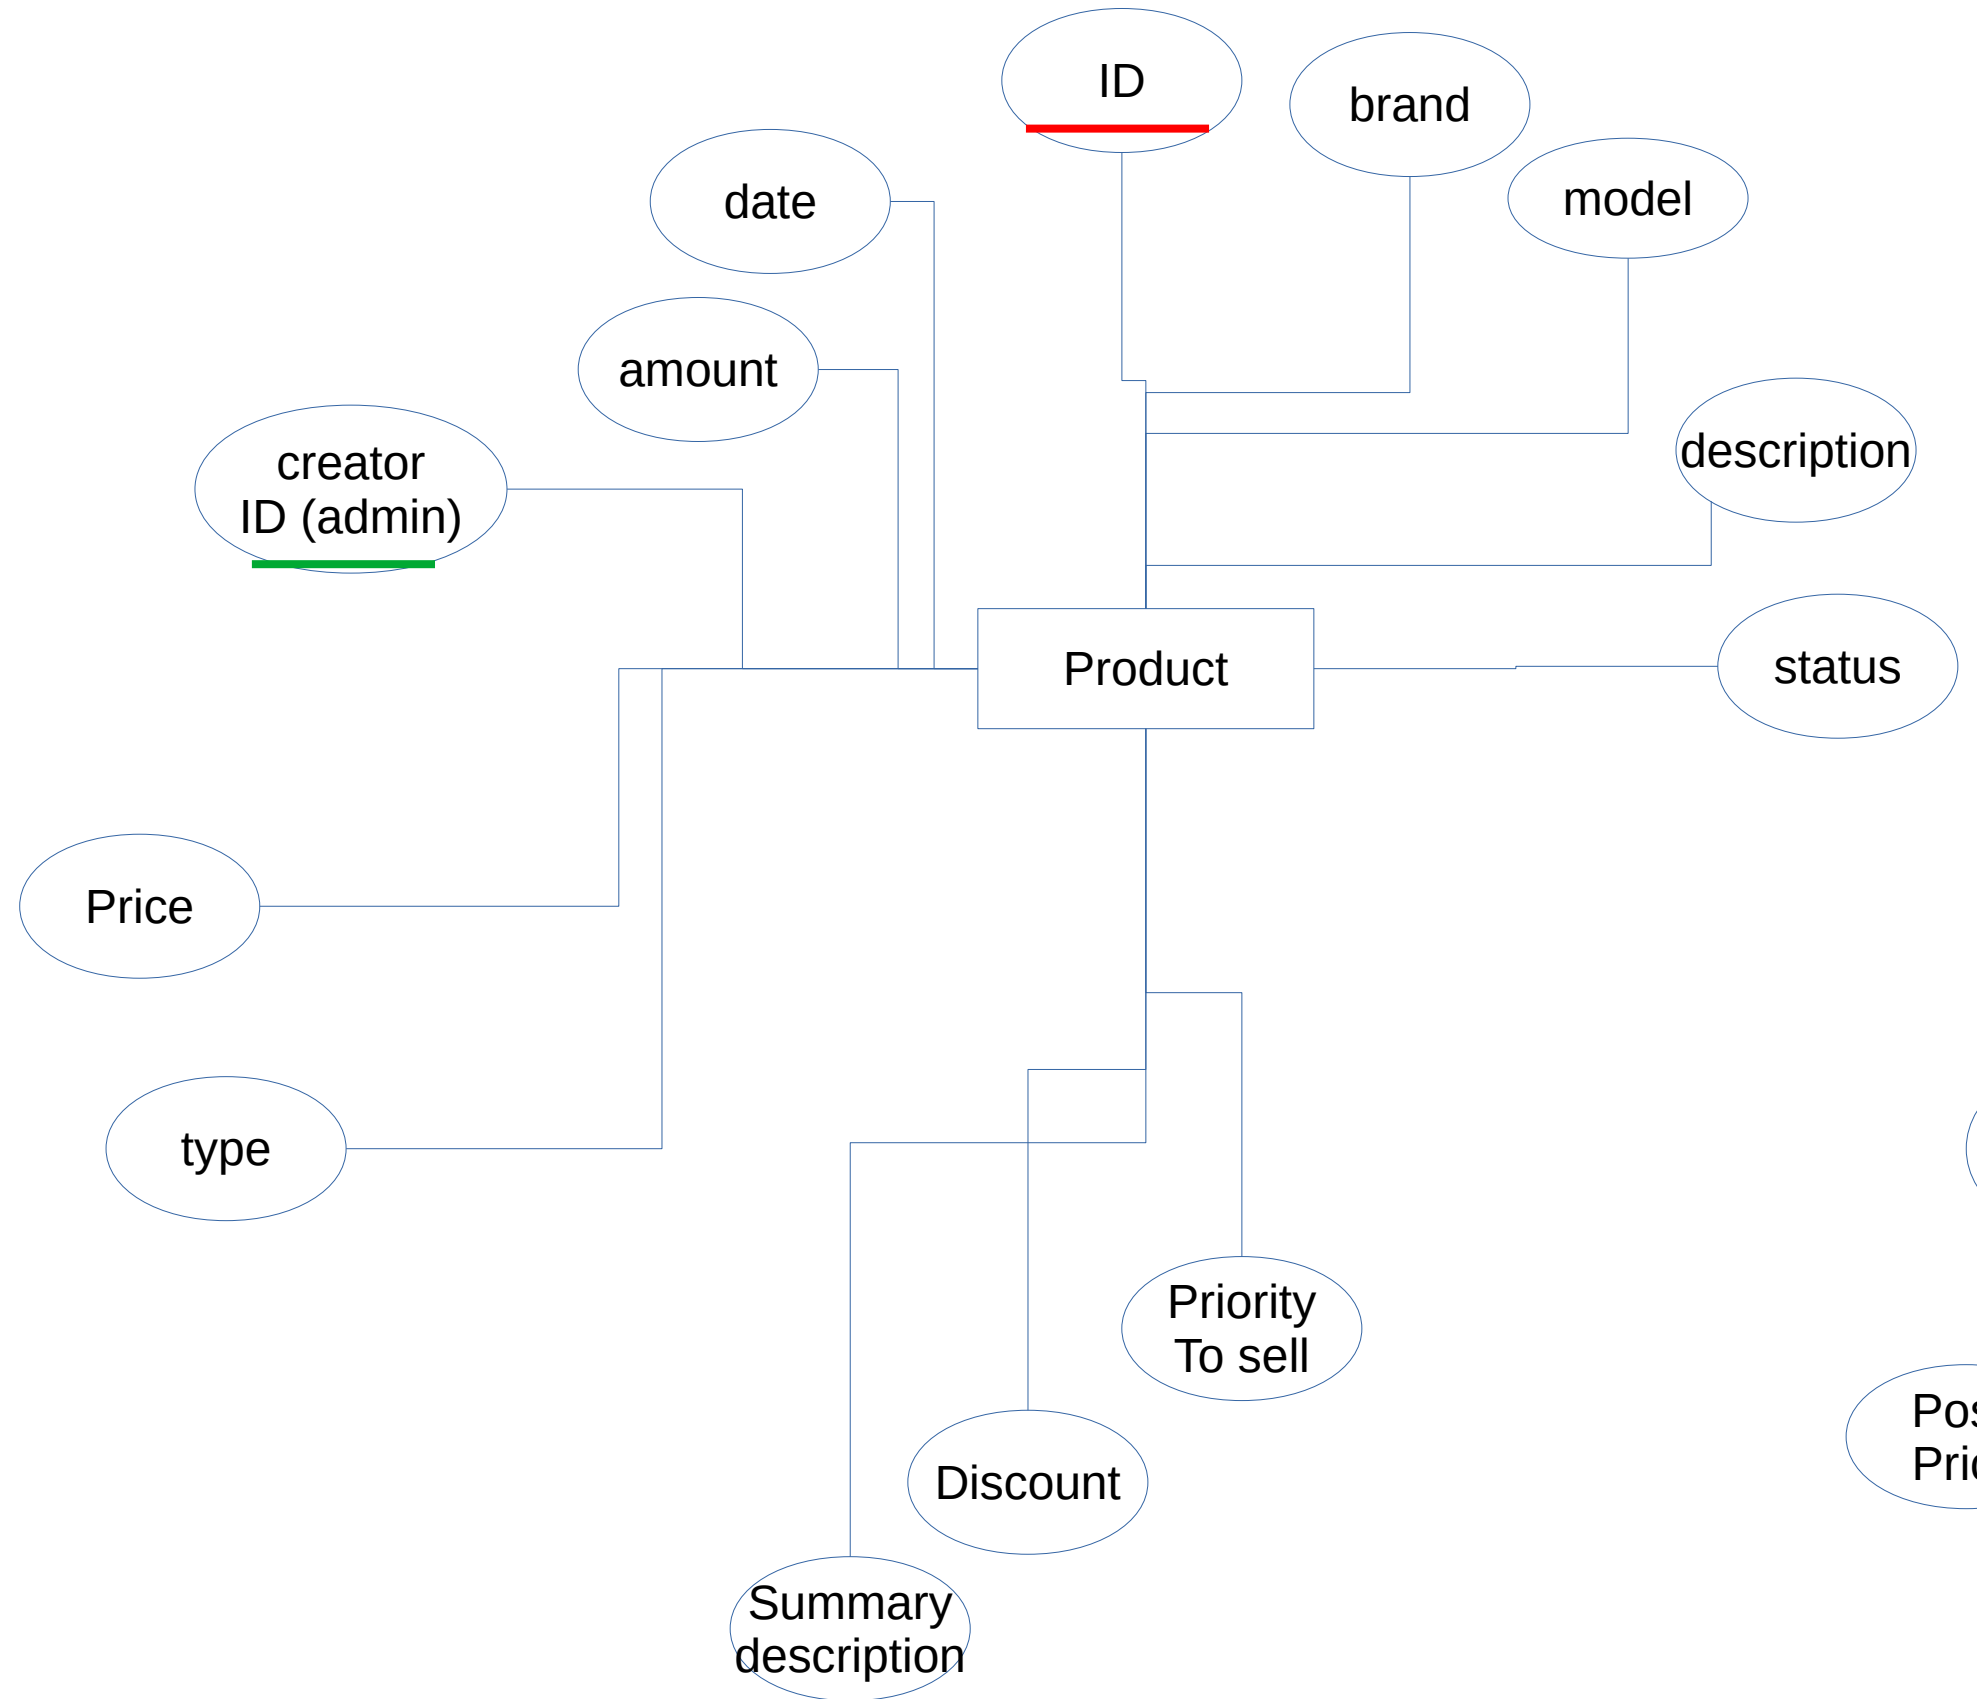 ID
brand
model
date
amount
creator
ID (admin)
description
Product
status
Price
type
Priority
To sell
Discount
Summary
description